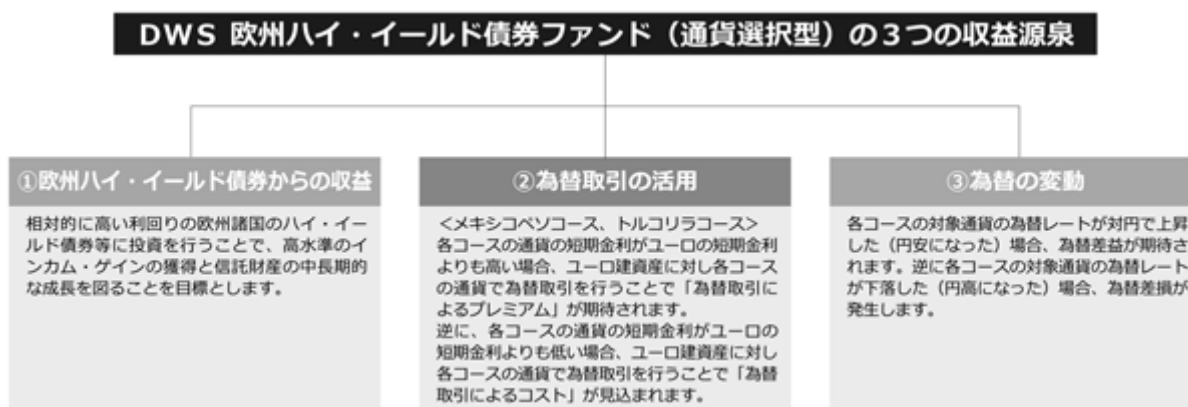 DWS 欧州ハイ・イールド債券ファンド（通貨選択型）の３つの収益源泉
①欧州ハイ・イールド債券からの収益
相対的に高い利回りの欧州諸国のハイ・イー
ルド債券等に投資を行うことで、高水準のイ
ンカム・ゲインの獲得と信託財産の中長期的
な成長を図ることを目標とします。
②為替取引の活用
＜メキシコペソコース、トルコリラコース＞
各コースの通貨の短期金利がユーロの短期金利
よりも高い場合、ユーロ建資産に対し各コース
の通貨で為替取引を行うことで「為替取引に
よるプレミアム」が期待されます。
逆に、各コースの通貨の短期金利がユーロの
短期金利よりも低い場合、ユーロ建資産に対し
各コースの通貨で為替取引を行うことで「為替
取引によるコスト」が見込まれます。
③為替の変動
各コースの対象通貨の為替レートが対円で上昇
した（円安になった）場合、為替差益が期待さ
れます。逆に各コースの対象通貨の為替レート
が下落した（円高になった）場合、為替差損が
発生します。